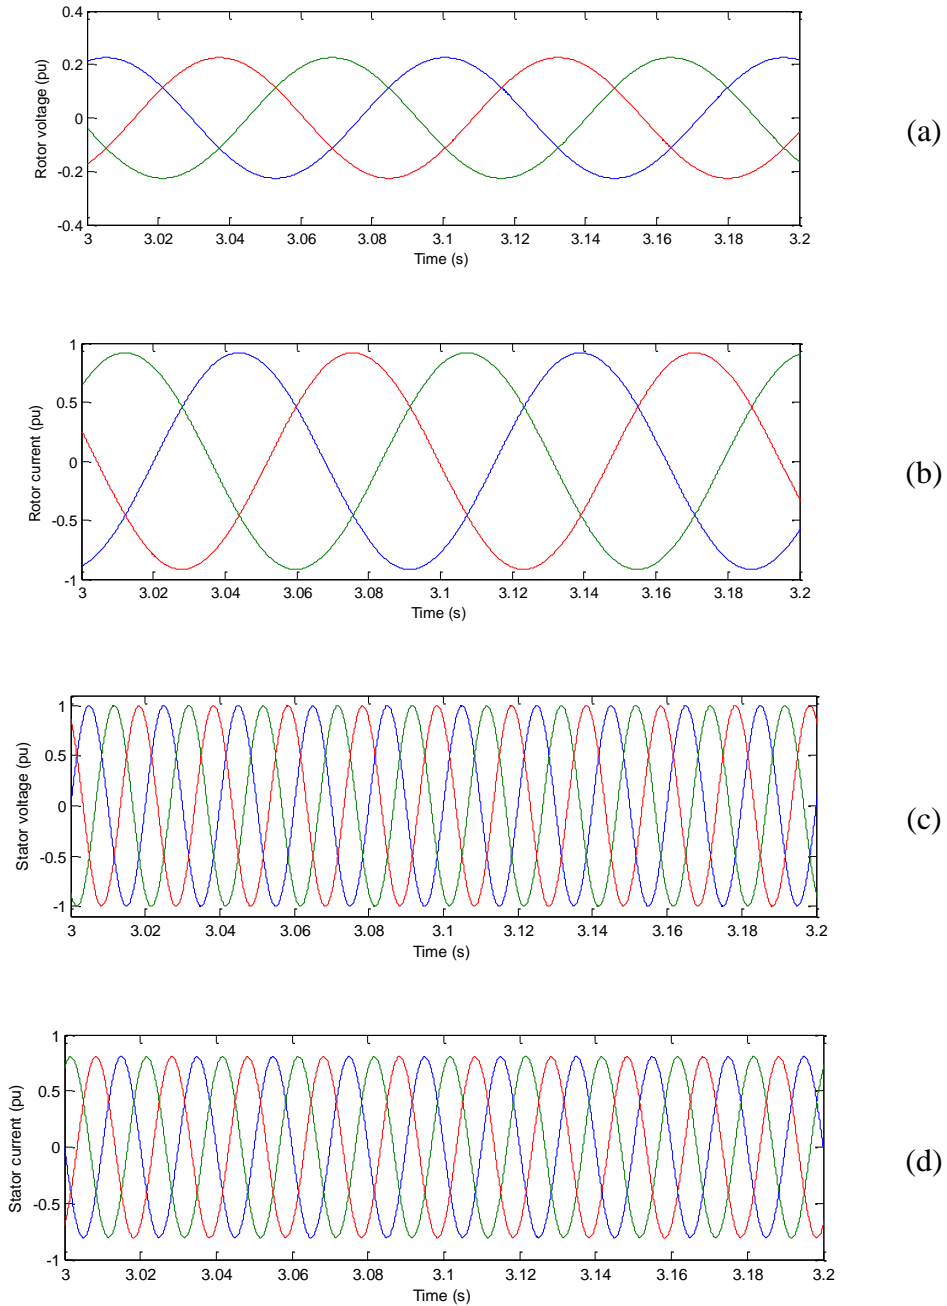 0.4
0.2
0
-0.2
-0.4
Rotor voltage (pu)
3 3.02 3.04 3.06 3.08 3.1 3.12 3.14 3.16 3.18 3.2
Time (s)
(a)
1
0.5
0
-0.5
-1
Rotor current (pu)
3 3.02 3.04 3.06 3.08 3.1 3.12 3.14 3.16 3.18 3.2
Time (s)
(b)
1
0.5
0
-0.5
-1
Stator voltage (pu)
3 3.02 3.04 3.06 3.08 3.1 3.12 3.14 3.16 3.18 3.2
Time (s)
(c)
1
0.5
0
-0.5
-1
Stator current (pu)
3 3.02 3.04 3.06 3.08 3.1 3.12 3.14 3.16 3.18 3.2
Time (s)
(d)